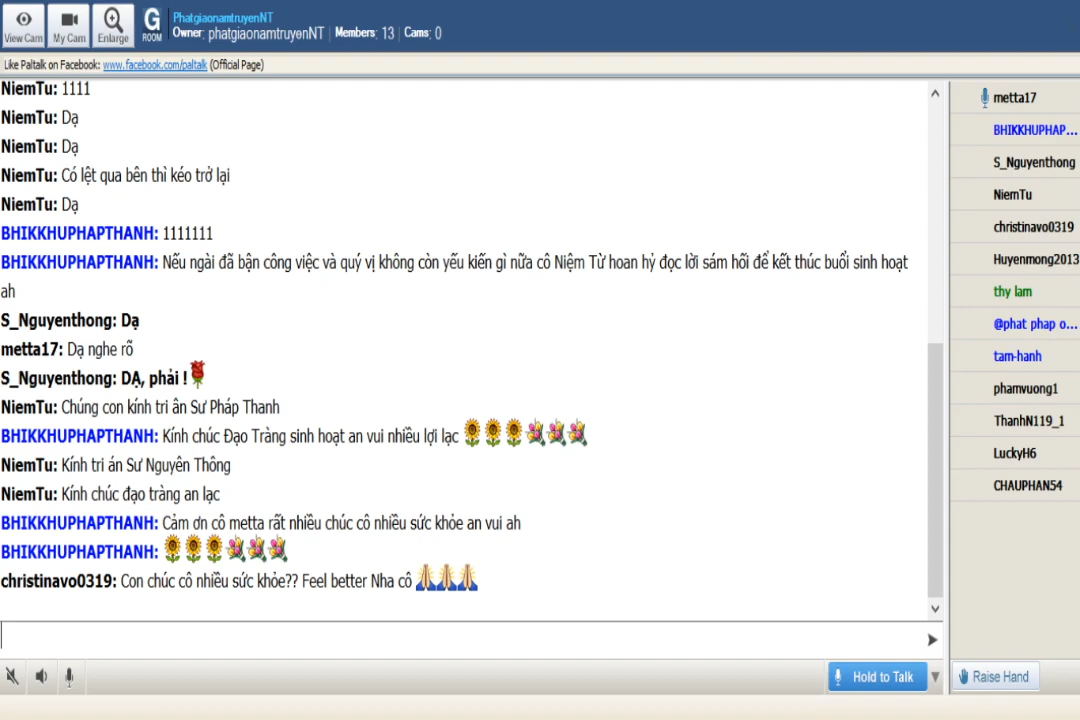 View Cam
My Cam
Enlarge
G ROOM
PhatgiaonamtruyenNT
Owner: phatgiaonamtruyenNT | Members: 13 | Cams: 0
Like Paltalk on Facebook: www.facebook.com/paltalk (Official Page)
NiemTu: 1111
NiemTu: Dạ
NiemTu: Dạ
NiemTu: Có lệt qua bên thì kéo trở lại
NiemTu: Dạ
BHIKKHUPHAPTHANH: 1111111
BHIKKHUPHAPTHANH: Nếu ngài đã bận công việc và quý vị không còn yếu kiến gì nữa cô Niệm Từ hoan hỷ đọc lời sám hối để kết thúc buổi sinh hoạt
ah
S_Nguyenthong: Dạ
metta17: Dạ nghe rõ
S_Nguyenthong: DẠ, phải !
NiemTu: Chúng con kính tri ân Sư Pháp Thanh
BHIKKHUPHAPTHANH: Kính chúc Đạo Tràng sinh hoạt an vui nhiều lợi lạc
NiemTu: Kính tri án Sư Nguyên Thông
NiemTu: Kính chúc đạo tràng an lạc
BHIKKHUPHAPTHANH: Cảm ơn cô metta rất nhiều chúc cô nhiều sức khỏe an vui ah
BHIKKHUPHAPTHANH:
christinavo0319: Con chúc cô nhiều sức khỏe?? Feel better Nha cô
metta17
BHIKKHUPHAP...
S_Nguyenthong
NiemTu
christinavo0319
Huyenmong2013
thy lam
@phat phap o...
tam-hanh
phamvuong1
ThanhN119_1
LuckyH6
CHAUPHAN54
Hold to Talk
Raise Hand